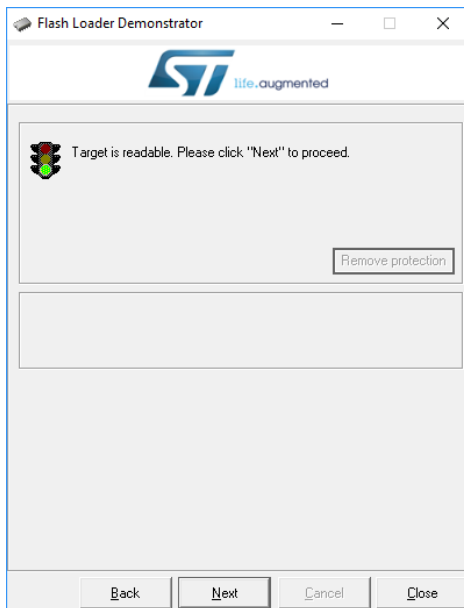 Flash Loader Demonstrator
ST life.augmented
Target is readable. Please click "Next" to proceed.
Remove protection
Back Next Cancel Close